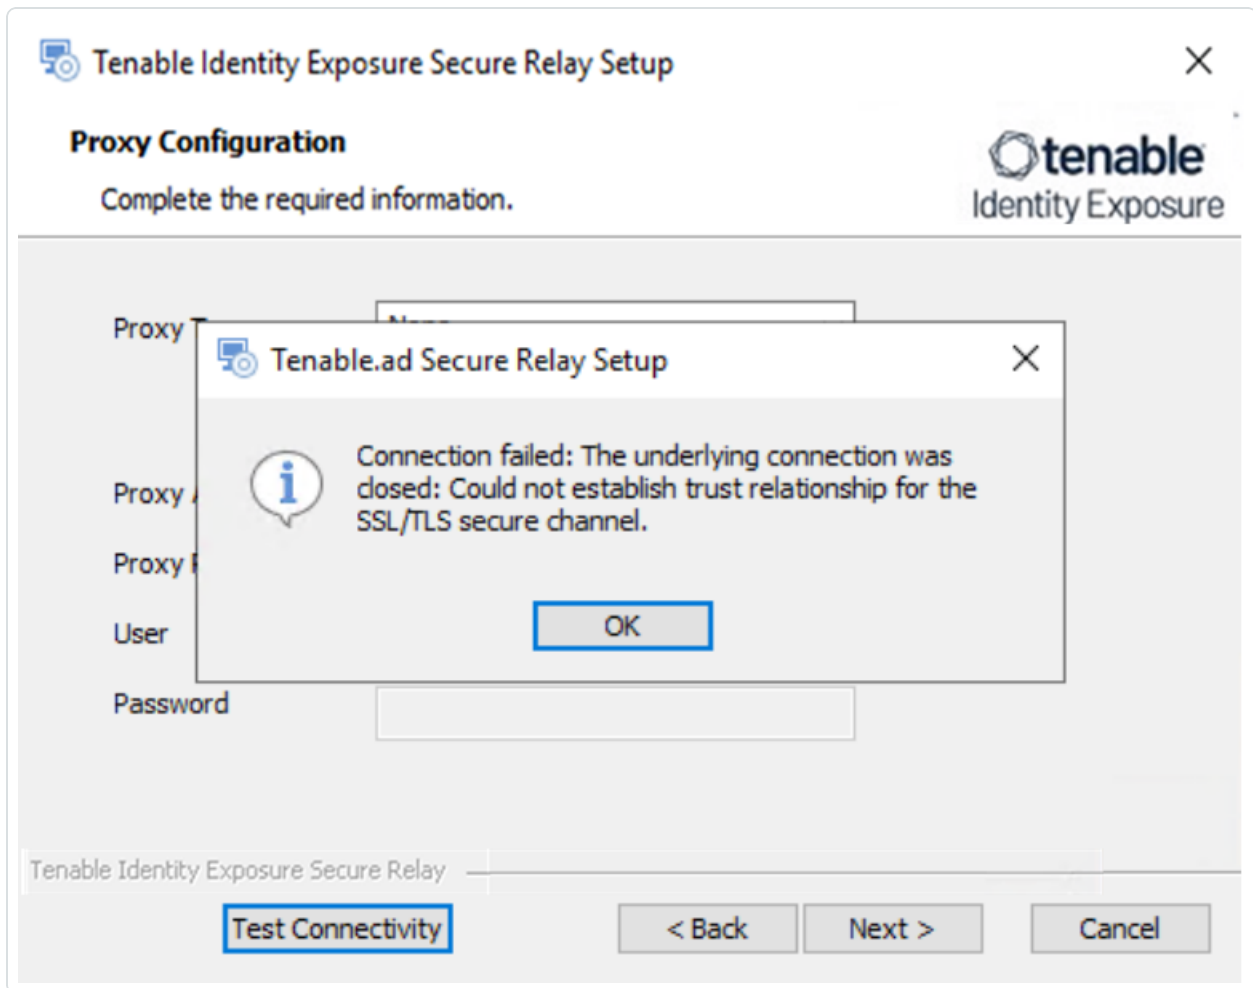 Tenable Identity Exposure Secure Relay Setup
Proxy Configuration
Complete the required information.
tenable
Identity Exposure
Proxy
Tenable.ad Secure Relay Setup
Connection failed: The underlying connection was
closed: Could not establish trust relationship for the
SSL/TLS secure channel.
Proxy
Proxy
User
OK
Password
Tenable Identity Exposure Secure Relay
Test Connectivity
< Back
Next >
Cancel